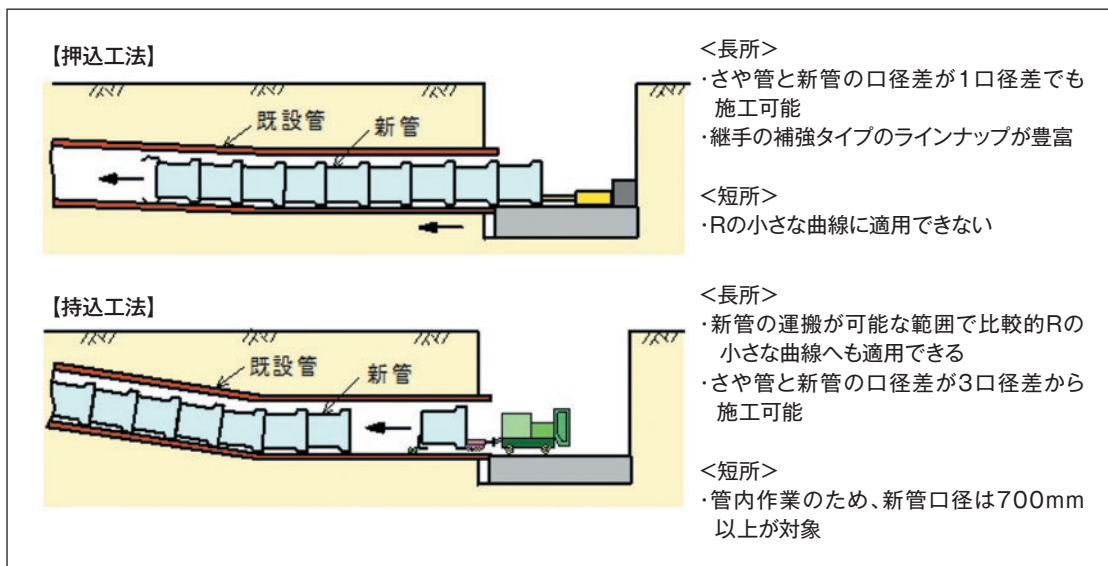 【押込工法】
既設管
新管
<長所>
・さや管と新管の口径差が1口径差でも
施工可能
・継手の補強タイプのラインナップが豊富
<短所>
・Rの小さな曲線に適用できない
【持込工法】
既設管
新管
<長所>
・新管の運搬が可能な範囲で比較的Rの
小さな曲線へも適用できる
・さや管と新管の口径差が3口径差から
施工可能
<短所>
・管内作業のため、新管口径は700mm
以上が対象